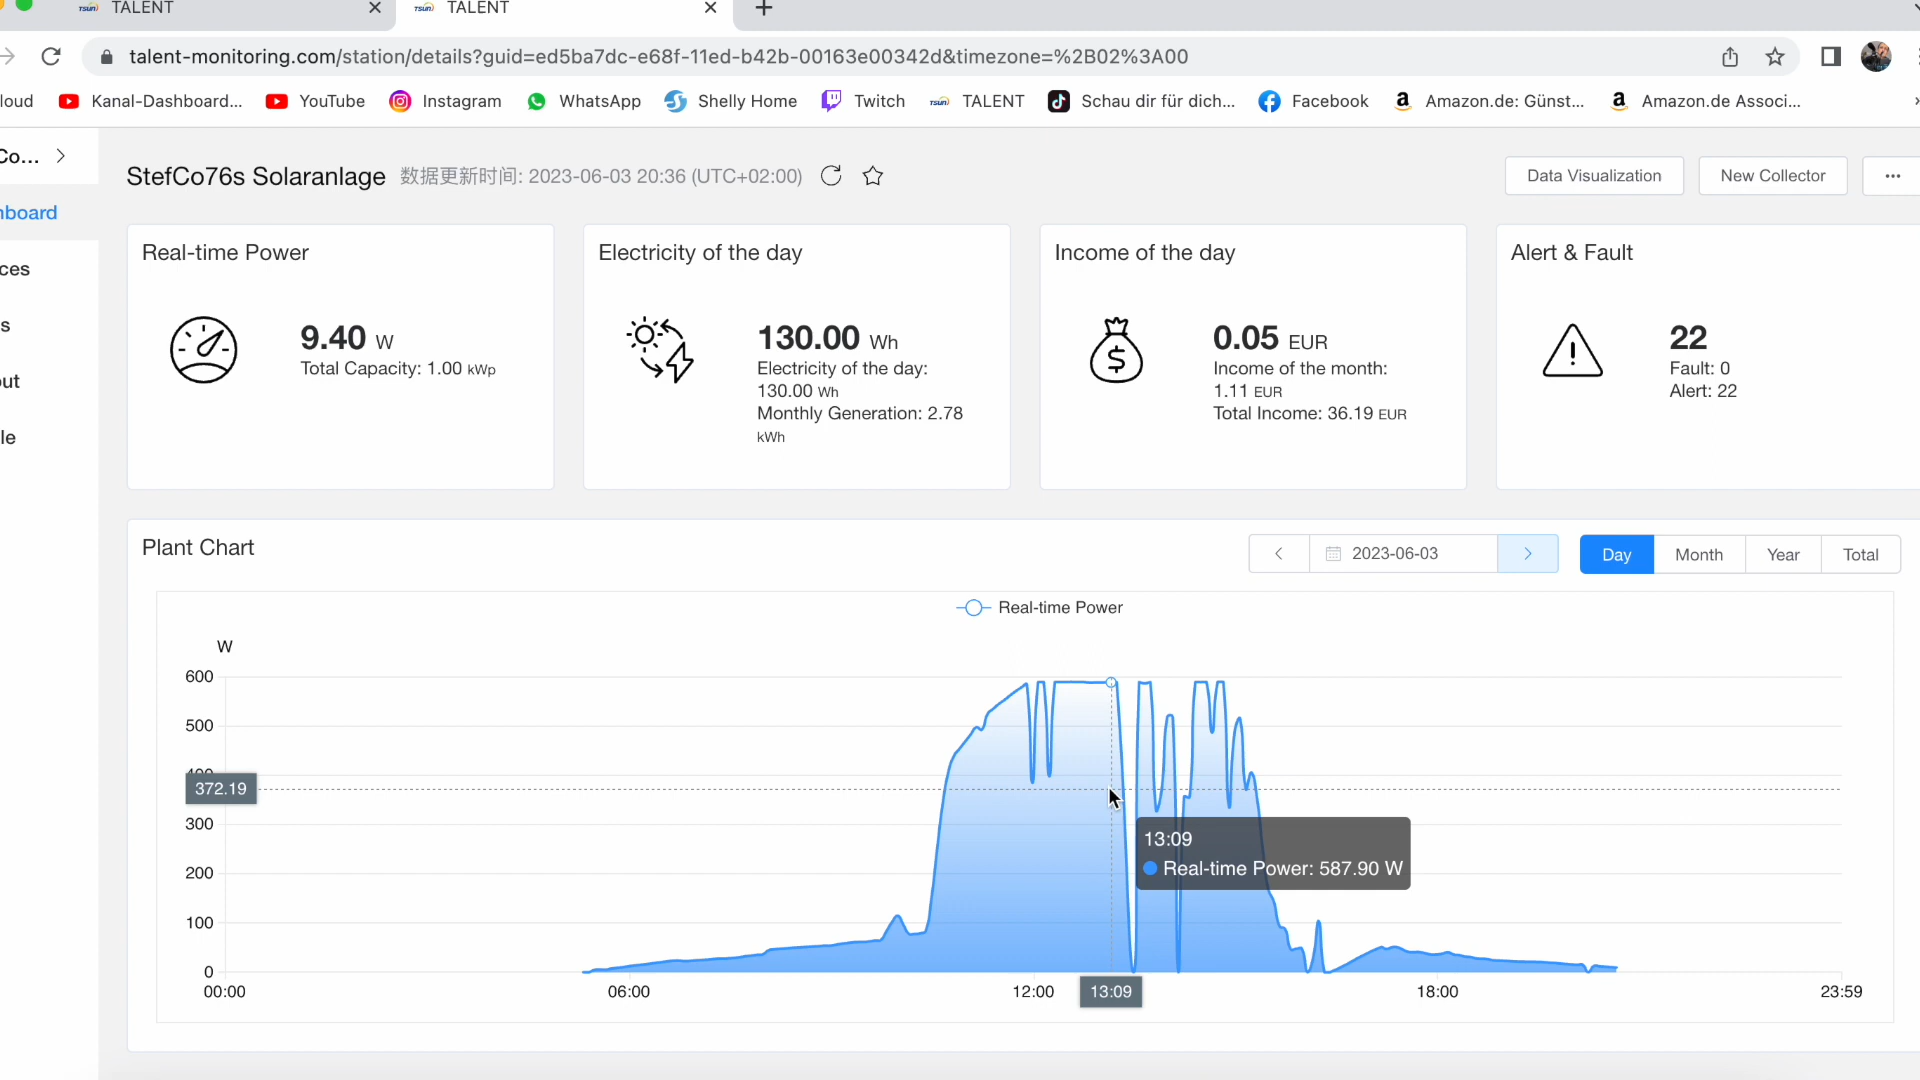 TSUN TALENT TSUN TALENT
talent-monitoring.com/station/details?guid=ed5ba7dc-e68f-11ed-b42b-00163e00342d&timezone=%2B02%3A00
loud Kanal-Dashboard... YouTube Instagram WhatsApp Shelly Home Twitch TSUN TALENT Schau dir für dich... Facebook Amazon.de: Günst... Amazon.de Associ...
Co...
StefCo76s Solaranlage 数据更新时间: 2023-06-03 20:36 (UTC+02:00)
Data Visualization New Collector ...
board
ces
s
out
le
Real-time Power
9.40 W
Total Capacity: 1.00 kWp
Electricity of the day
130.00 Wh
Electricity of the day:
130.00 Wh
Monthly Generation: 2.78
kWh
Income of the day
0.05 EUR
Income of the month:
1.11 EUR
Total Income: 36.19 EUR
Alert & Fault
22
Fault: 0
Alert: 22
Plant Chart
2023-06-03
Day Month Year Total
Real-time Power
W
600
500
400
372.19
300
200
100
0
13:09
Real-time Power: 587.90 W
00:00 06:00 12:00 13:09 18:00 23:59